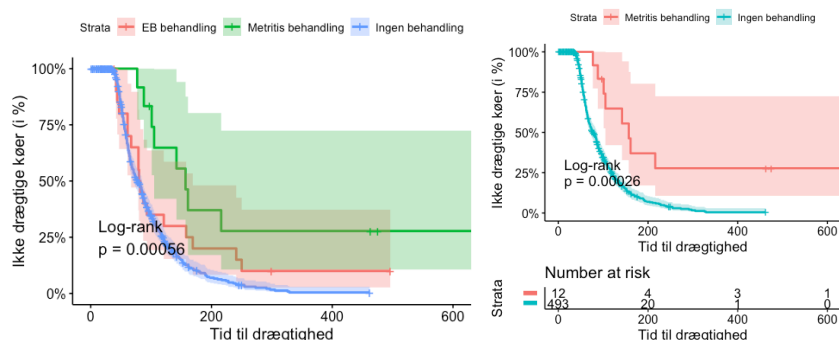 Strata EB behandling Metritis behandling Ingen behandling
Ikke drægtige køer (i %)
100%
75%
50%
25%
0%
Log-rank
p = 0.00056
0 200 400 600
Tid til drægtighed
Strata Metritis behandling Ingen behandling
Ikke drægtige køer (i %)
100%
75%
50%
25%
0%
Log-rank
p = 0.00026
0 200 400 600
Tid til drægtighed
Number at risk
Strata
12 4 3 1
493 20 1 0
0 200 400 600
Tid til drægtighed